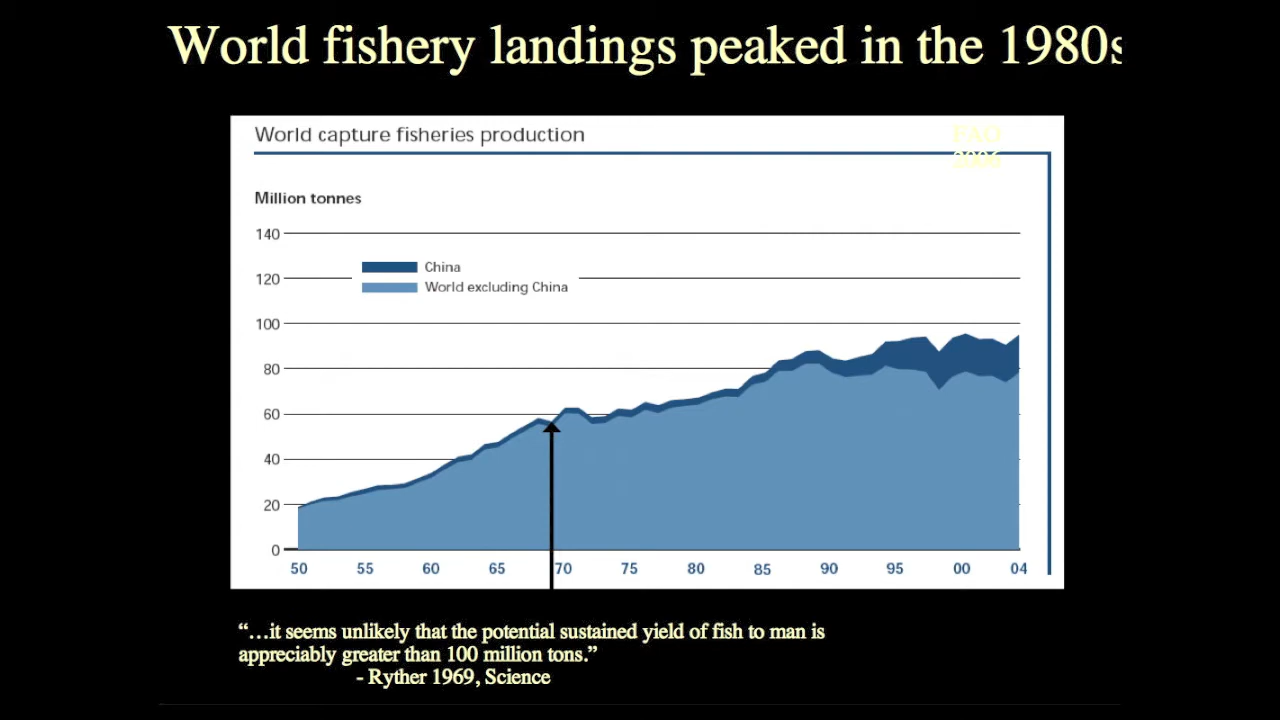 World fishery landings peaked in the 1980s
World capture fisheries production
FAO
2006
Million tonnes
140
120
100
80
60
40
20
0
China
World excluding China
50 55 60 65 70 75 80 85 90 95 00 04
“…it seems unlikely that the potential sustained yield of fish to man is
appreciably greater than 100 million tons.”
- Ryther 1969, Science